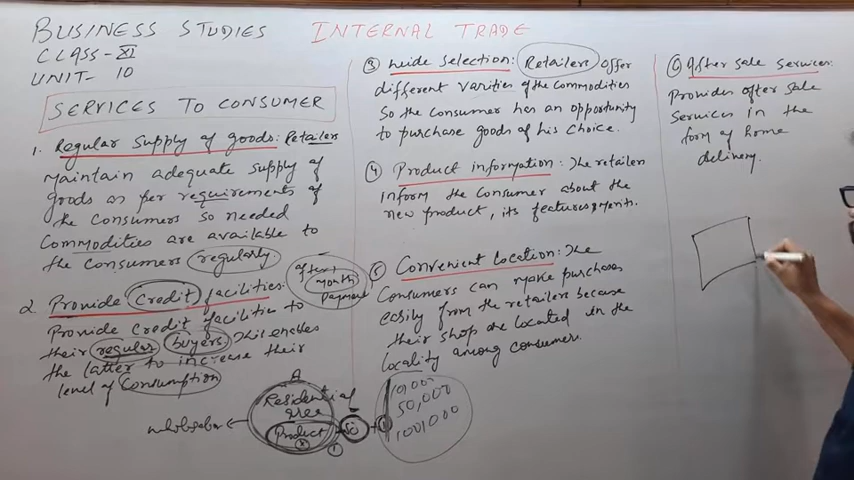 BUSINESS STUDIES
INTERNAL TRADE
CLASS-XI
UNIT- 10
SERVICES TO CONSUMER
1. Regular supply of goods: Retailers
maintain adequate supply of
goods as per requirements of
the consumers so needed
commodities are available to
the consumers regularly.
2. Provide Credit facilities:
Provide credit facilities to
their regular buyers This enables
the latter to increase their
level of consumption
after 1
month
payment
A
Residential
area
Product
50
wholesaler
③ wide selection: Retailers offer
different varities of the commodities
so the consumer has an opportunity
to purchase goods of his choice.
④ Product information: The retailers
inform the consumer about the
new product, its features, merits.
⑤ Convenient Location: The
consumers can make purchases
easily from the retailers because
their shop are located in the
locality among consumer.
10,000
50,000
1001000
⑥ After sale services:
Provides after sale
services in the
form of home
delivery.